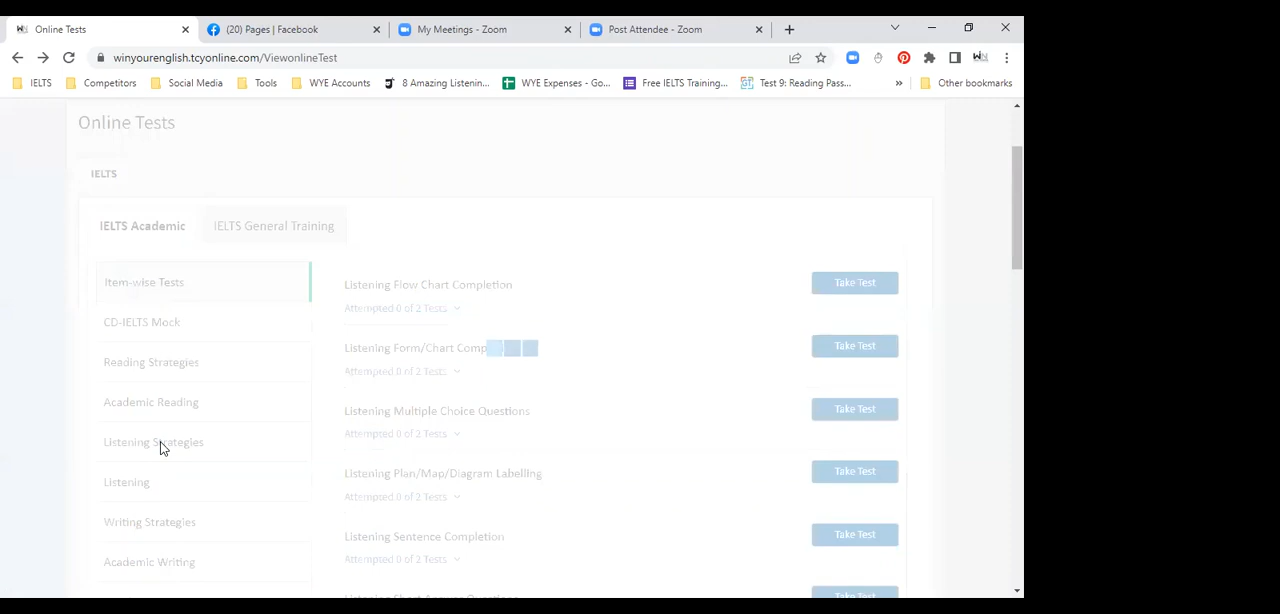 Online Tests
(20) Pages | Facebook
My Meetings - Zoom
Post Attendee - Zoom
winyourenglish.tcyonline.com/ViewonlineTest
IELTS
Competitors
Social Media
Tools
WYE Accounts
8 Amazing Listenin...
WYE Expenses - Go...
Free IELTS Training...
Test 9: Reading Pass...
»
Other bookmarks
Online Tests
IELTS
IELTS Academic
IELTS General Training
Item-wise Tests
CD-IELTS Mock
Reading Strategies
Academic Reading
Listening Strategies
Listening
Writing Strategies
Academic Writing
Listening Flow Chart Completion
Take Test
Attempted 0 of 2 Tests
Listening Form/Chart Comp
Take Test
Attempted 0 of 2 Tests
Listening Multiple Choice Questions
Take Test
Attempted 0 of 3 Tests
Listening Plan/Map/Diagram Labelling
Take Test
Attempted 0 of 2 Tests
Listening Sentence Completion
Take Test
Attempted 0 of 2 Tests
Take Test